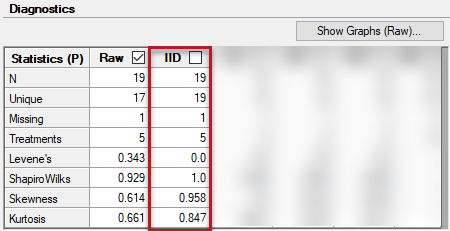 Diagnostics
Show Graphs (Raw)...
Statistics (P) Raw IID
N 19 19
Unique 17 19
Missing 1 1
Treatments 5 5
Levene's 0.343 0.0
ShapiroWilks 0.929 1.0
Skewness 0.614 0.958
Kurtosis 0.661 0.847